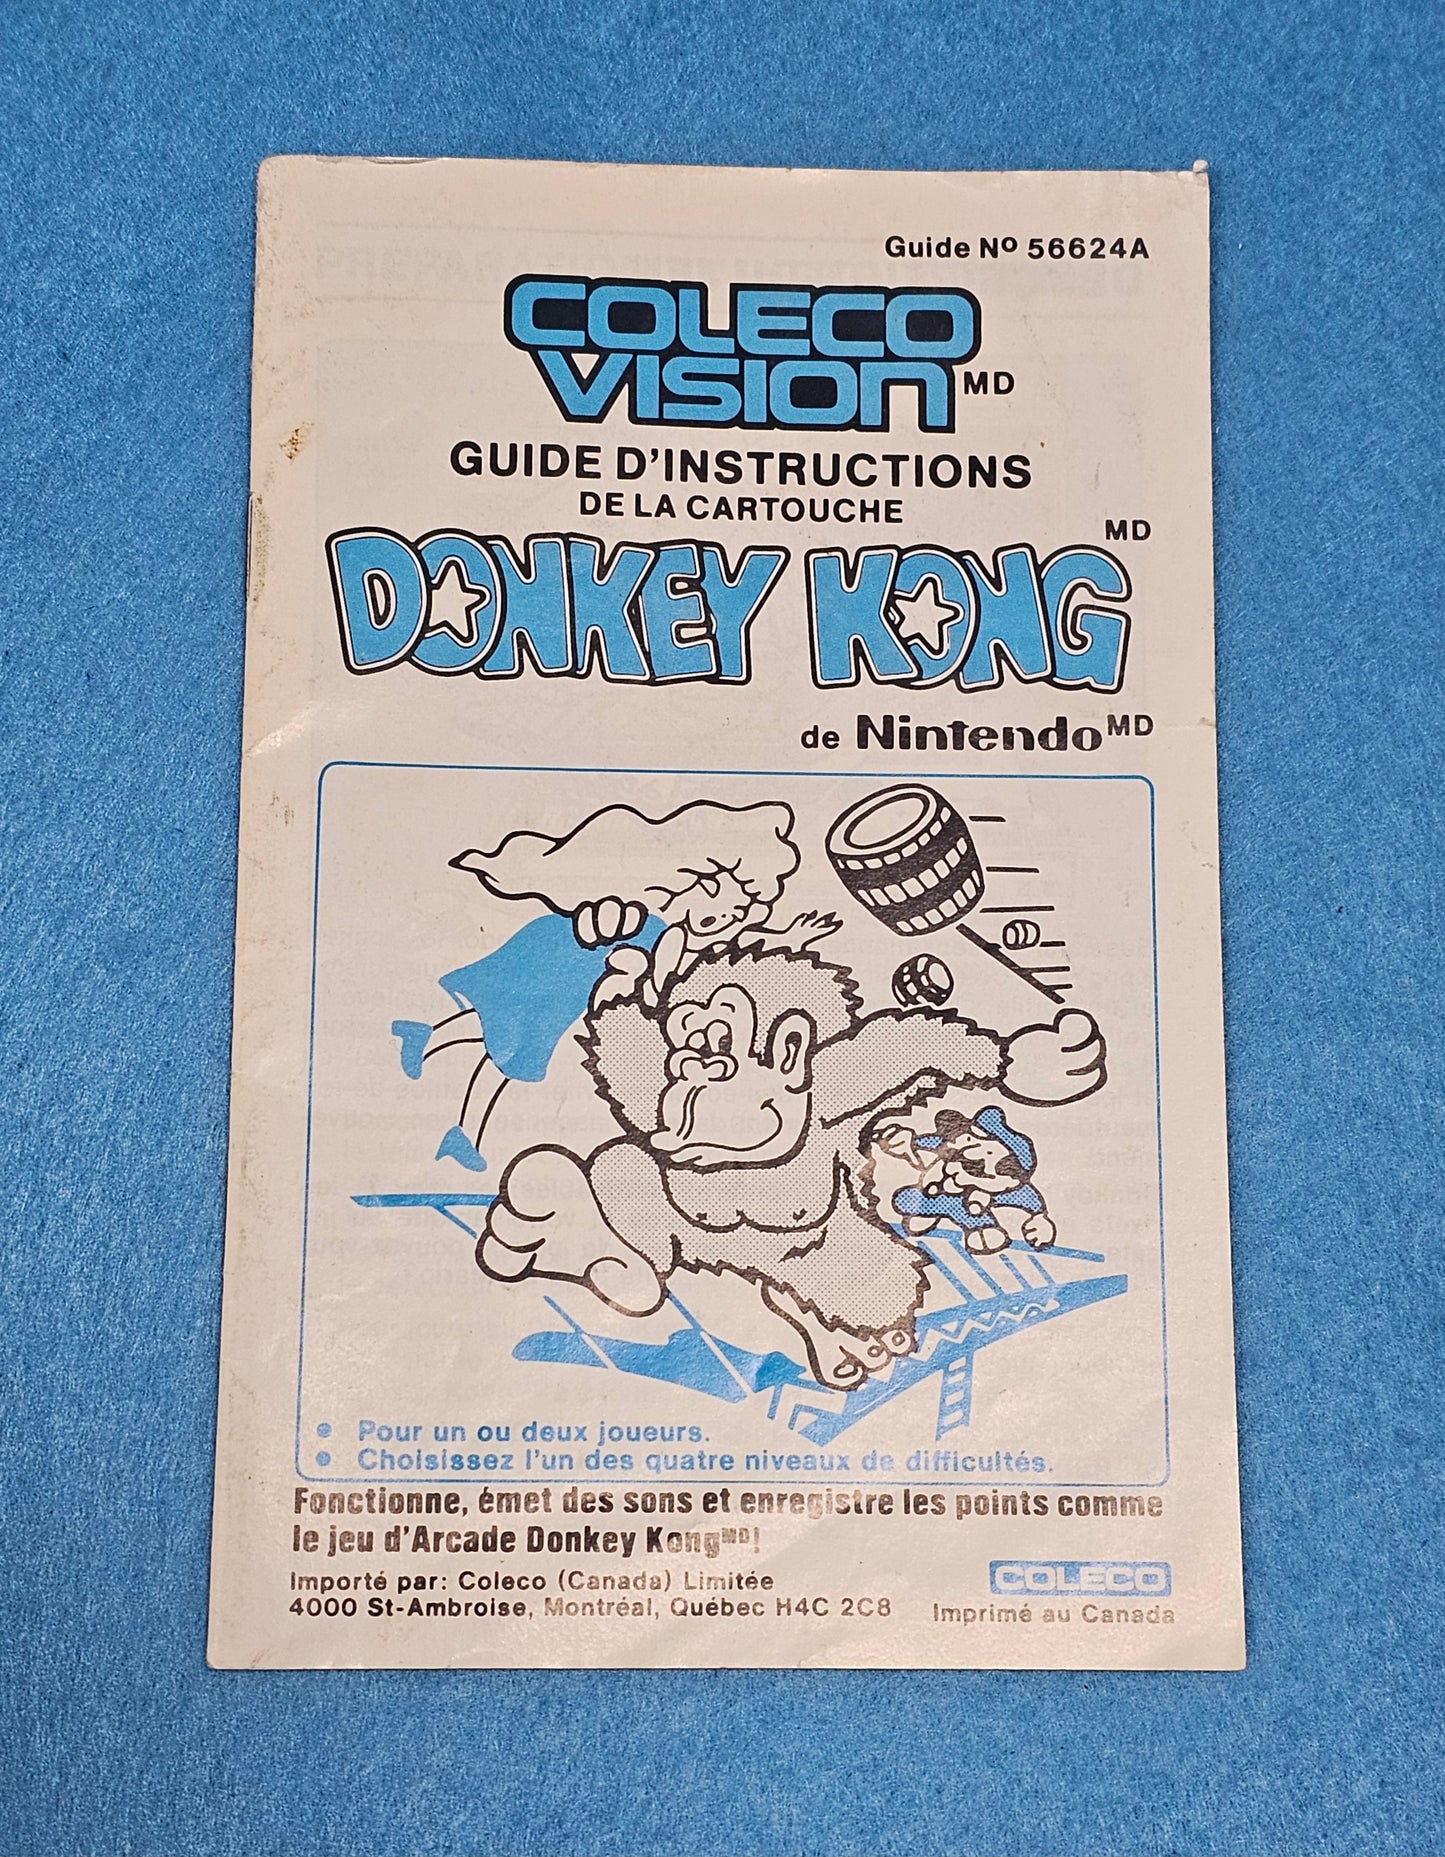 Guide Nº 56624A
COLECO
VISION MD
GUIDE D'INSTRUCTIONS
DE LA CARTOUCHE
DONKEY KONG MD
de Nintendo MD
• Pour un ou deux joueurs.
• Choisissez l'un des quatre niveaux de difficultés.
Fonctionne, émet des sons et enregistre les points comme
le jeu d'Arcade Donkey Kong MD!
Importé par: Coleco (Canada) Limitée
4000 St-Ambroise, Montréal, Québec H4C 2C8
COLECO
Imprimé au Canada